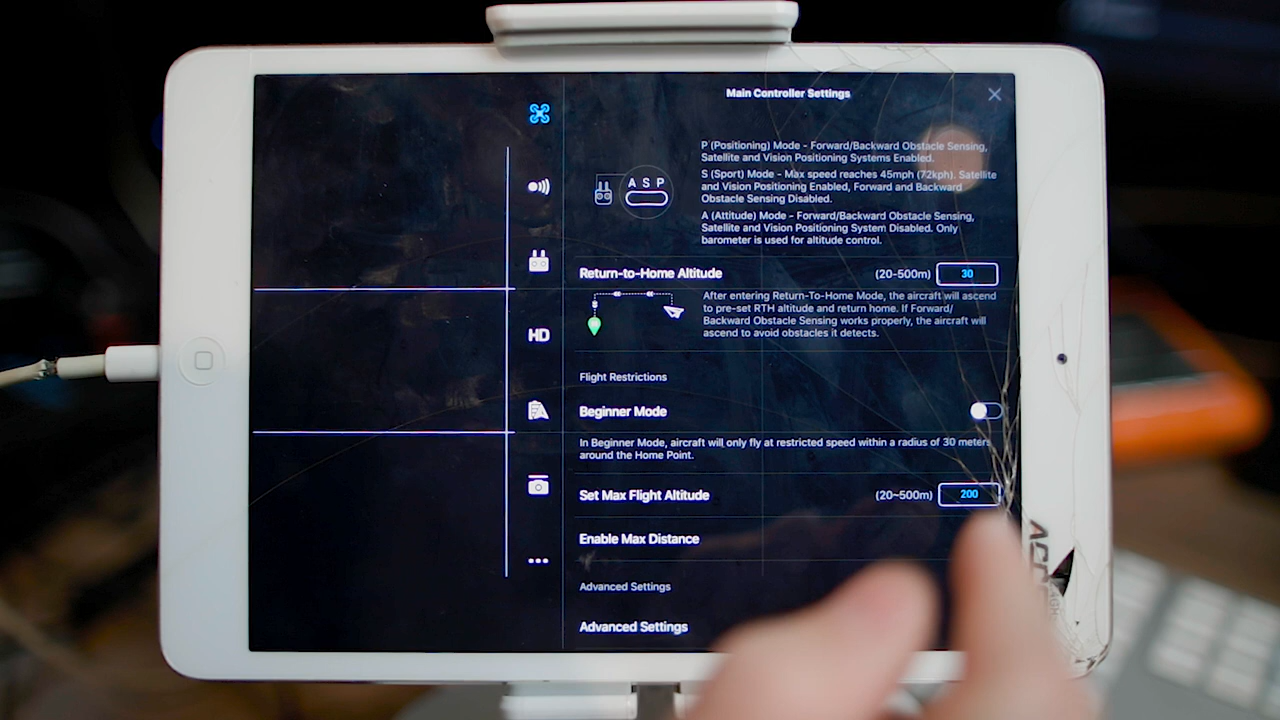 Main Controller Settings
P (Positioning) Mode - Forward/Backward Obstacle Sensing,
Satellite and Vision Positioning Systems Enabled.
A S P
S (Sport) Mode - Max speed reaches 45mph (72kph). Satellite
and Vision Positioning Enabled, Forward and Backward
Obstacle Sensing Disabled.
A (Attitude) Mode - Forward/Backward Obstacle Sensing,
Satellite and Vision Positioning System Disabled. Only
barometer is used for altitude control.
Return-to-Home Altitude (20-500m) 30
After entering Return-To-Home Mode, the aircraft will ascend
to pre-set RTH altitude and return home. If Forward/
Backward Obstacle Sensing works properly, the aircraft will
ascend to avoid obstacles it detects.
HD
Flight Restrictions
Beginner Mode
In Beginner Mode, aircraft will only fly at restricted speed within a radius of 30 meters
around the Home Point.
Set Max Flight Altitude (20~500m) 200
Enable Max Distance
Advanced Settings
Advanced Settings